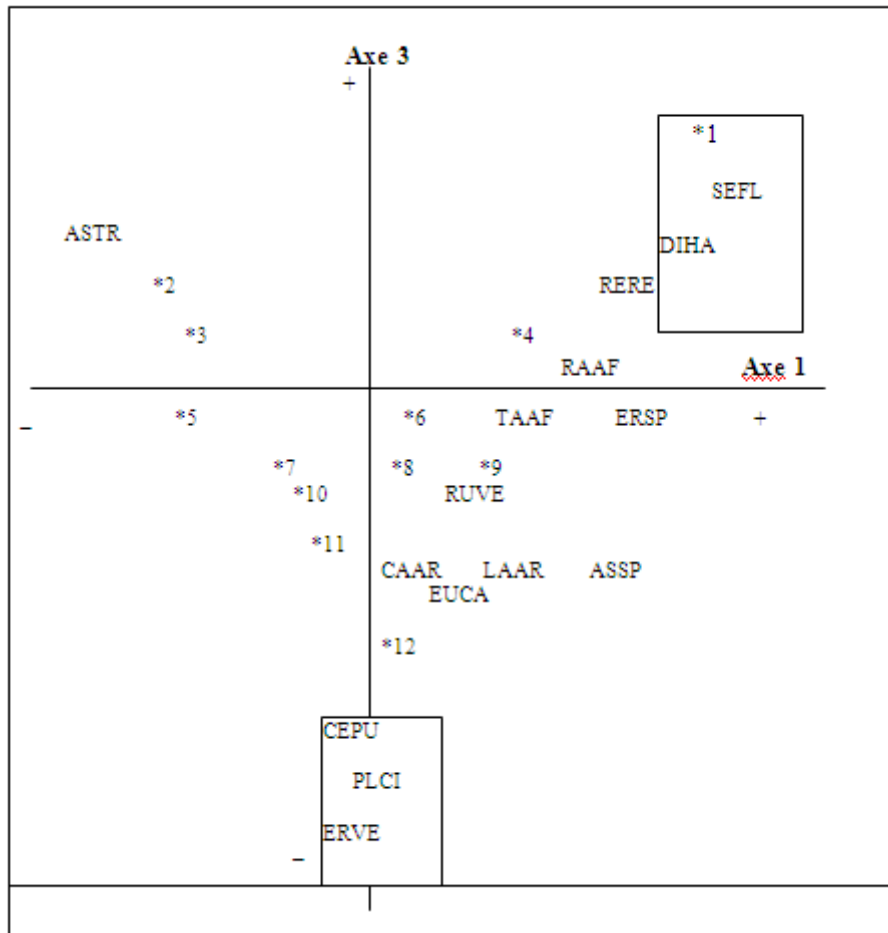 Axe 3
+
*1
SEFL
ASTR
DIHA
*2 RERE
*3 *4
RAAF Axe 1
– *5 *6 TAAF ERSP +
*7 *8 *9
*10 RUVE
*11
CAAR LAAR ASSP
EUCA
*12
CEPU
PLCI
ERVE
–